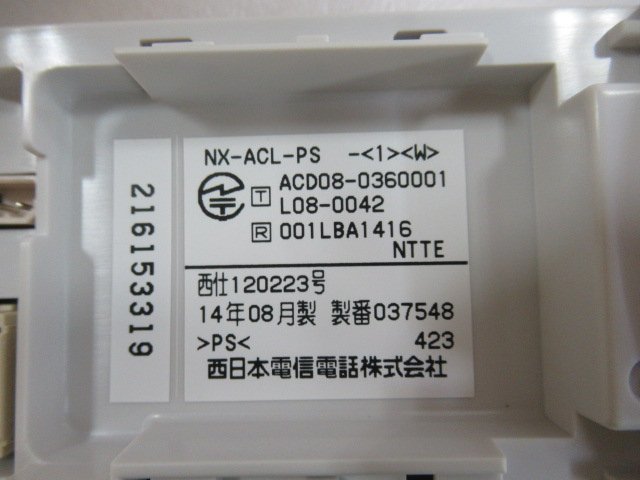 NX-ACL-PS -<1><W>
T ACD08-0360001
L08-0042
R 001LBA1416
NTTE
西仕120223号
14年08月製 製番037548
>PS< 423
西日本電信電話株式会社
216153319